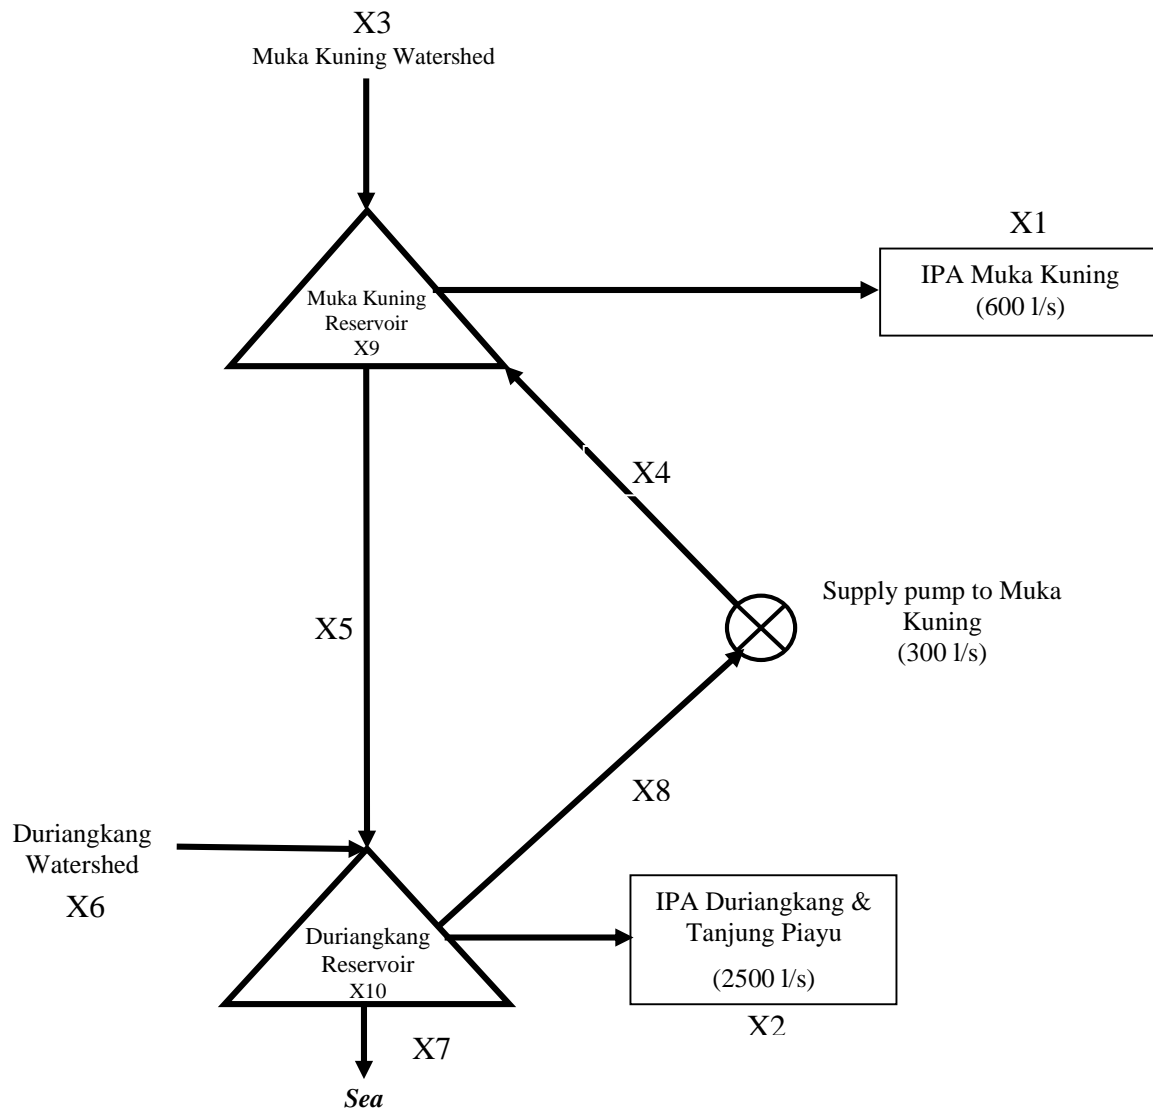 X3
Muka Kuning Watershed
X1
IPA Muka Kuning
(600 l/s)
Muka Kuning
Reservoir
X9
X4
Supply pump to Muka
Kuning
(300 l/s)
X5
X8
Duriangkang
Watershed
X6
IPA Duriangkang &
Tanjung Piayu
(2500 l/s)
X2
Duriangkang
Reservoir
X10
X7
Sea